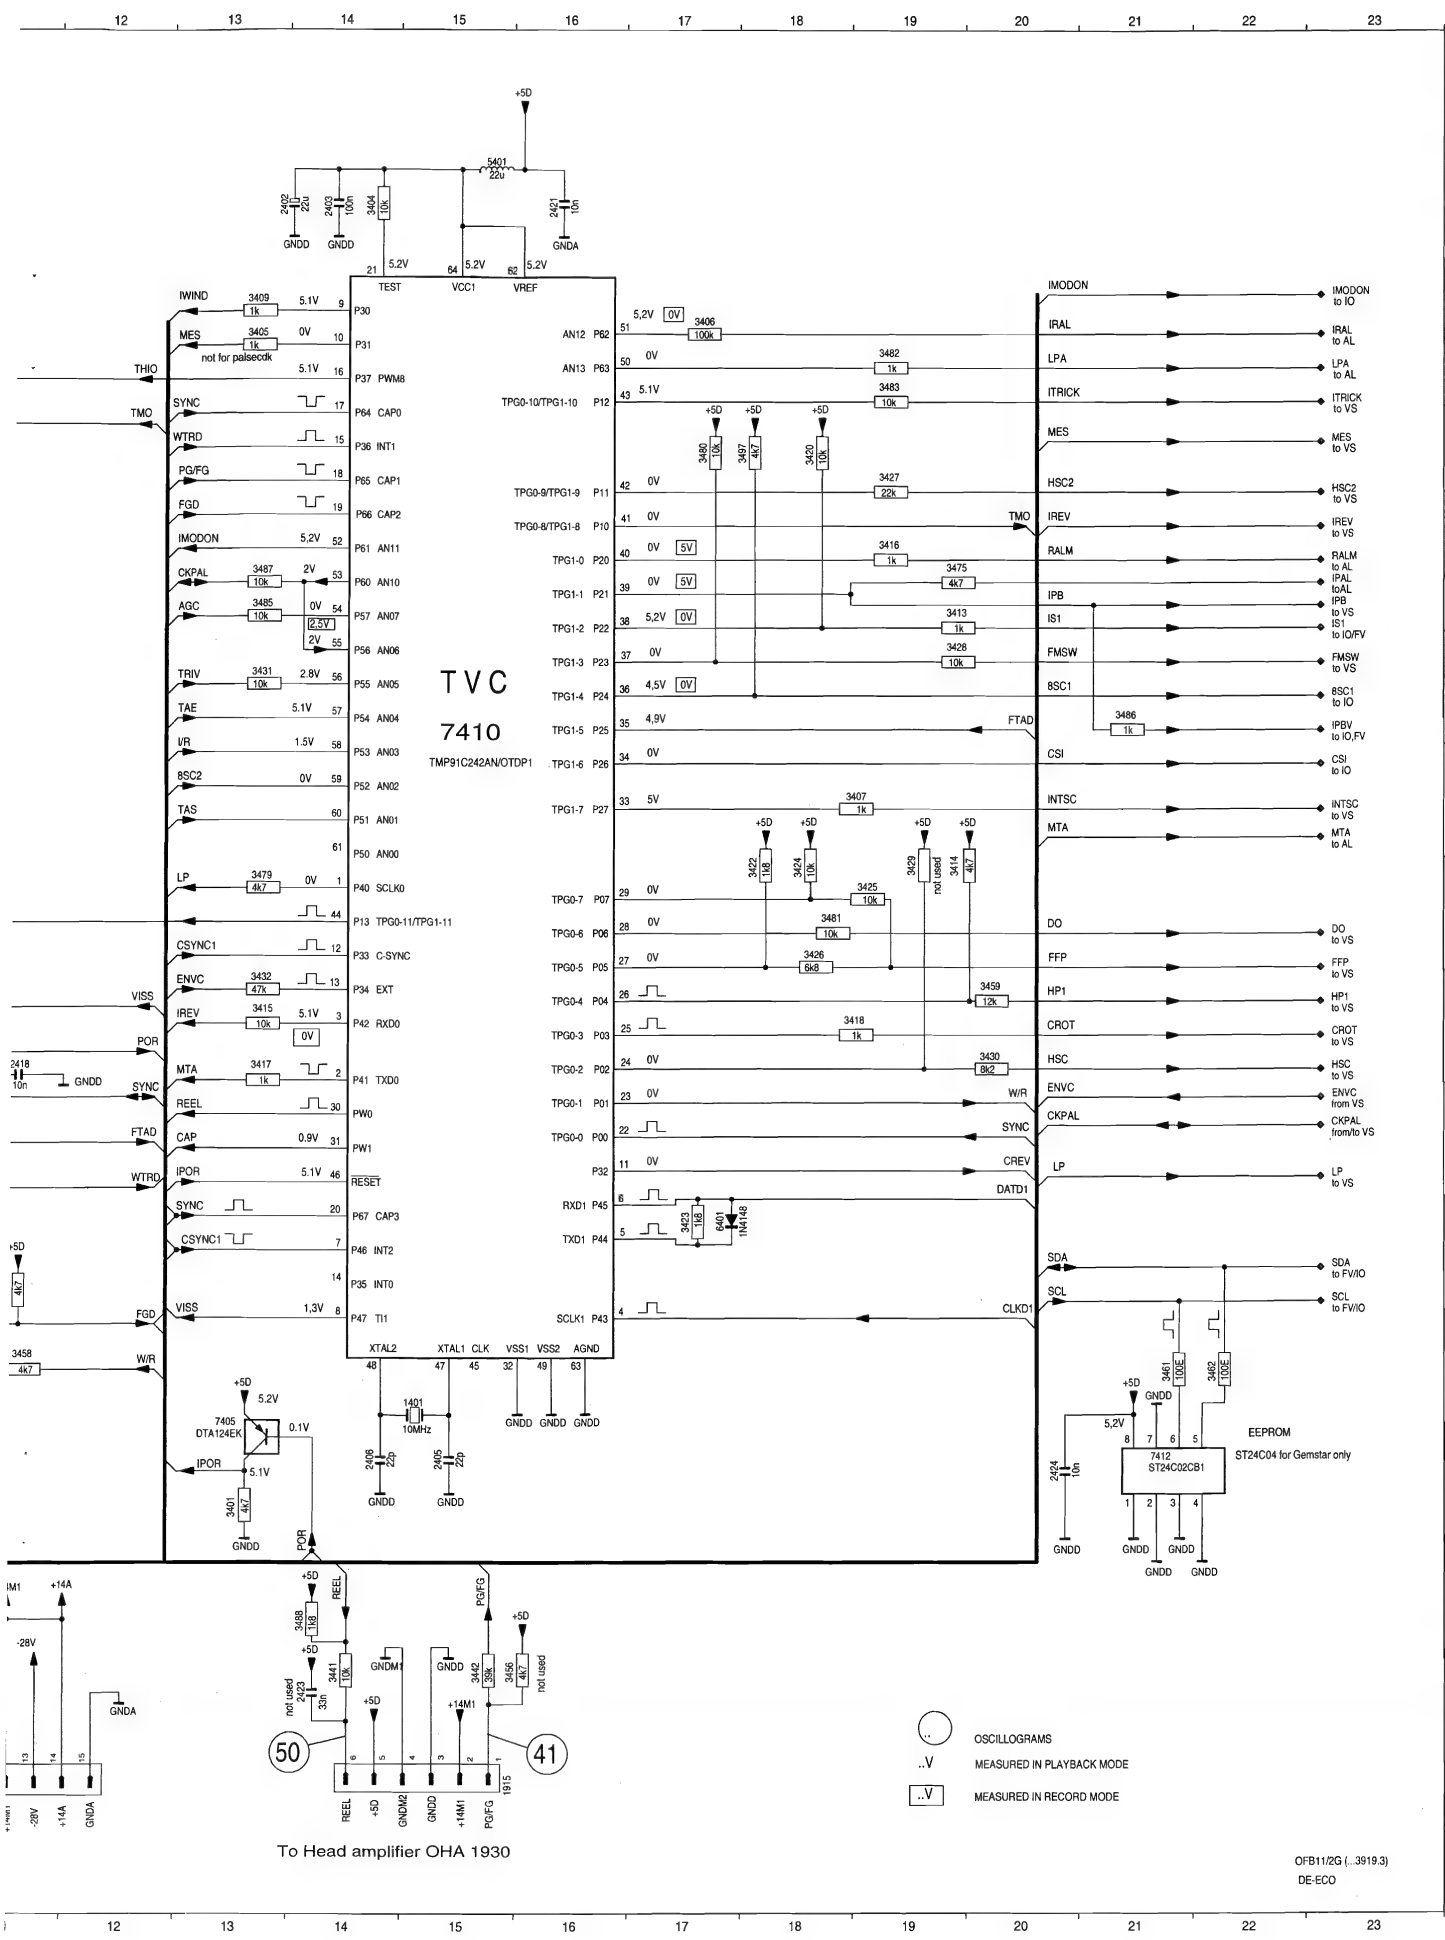 12 13 14 15 16 17 18 19 20 21 22 23
+5D
5401
22u
2402 22u
2403 100n
3404 10k
2421 10n
GNDD GNDD GNDA
21 5.2V 64 5.2V 62 5.2V
TEST VCC1 VREF
IWIND 3409 1k 5.1V 9 P30
MES 3405 1k 0V 10 P31
not for palsecdk
THIO 5.1V 16 P37 PWM8
SYNC 17 P64 CAP0
TMO
WTRD 15 P36 INT1
PG/FG 18 P65 CAP1
FGD 19 P66 CAP2
IMODON 5,2V 52 P61 AN11
CKPAL 3487 10k 2V 53 P60 AN10
AGC 3485 10k 0V 54 P57 AN07
2,5V
2V 55 P56 AN06
TRIV 3431 10k 2.8V 56 P55 AN05
TAE 5.1V 57 P54 AN04
I/R 1.5V 58 P53 AN03
8SC2 0V 59 P52 AN02
TAS 60 P51 AN01
61 P50 AN00
LP 3479 4k7 0V 1 P40 SCLK0
44 P13 TPG0-11/TPG1-11
CSYNC1 12 P33 C-SYNC
ENVC 3432 47k 13 P34 EXT
VISS
IREV 3415 10k 5.1V 3 P42 RXD0
0V
POR
2418 10n GNDD
MTA 3417 1k 2 P41 TXD0
SYNC
REEL 30 PW0
FTAD CAP 0.9V 31 PW1
WTRD IPOR 5.1V 46 RESET
SYNC 20 P67 CAP3
CSYNC1 7 P46 INT2
14 P35 INT0
+5D
4k7
FGD VISS 1,3V 8 P47 TI1
3458 4k7 W/R
TVC
7410
TMP91C242AN/OTDP1
IMODON IMODON to IO
AN12 P62 51 5,2V 0V 3406 100k IRAL IRAL to AL
AN13 P63 50 0V 3482 1k LPA LPA to AL
TPG0-10/TPG1-10 P12 43 5.1V 3483 10k ITRICK ITRICK to VS
+5D +5D +5D
3480 10k 3497 4k7 3420 10k
MES MES to VS
TPG0-9/TPG1-9 P11 42 0V 3427 22k HSC2 HSC2 to VS
TPG0-8/TPG1-8 P10 41 0V TMO IREV IREV to VS
TPG1-0 P20 40 0V 5V 3416 1k RALM RALM to AL
3475 4k7 IPAL toAL
TPG1-1 P21 39 0V 5V IPB IPB to VS
TPG1-2 P22 38 5,2V 0V 3413 1k IS1 IS1 to IO/FV
TPG1-3 P23 37 0V 3428 10k FMSW FMSW to VS
TPG1-4 P24 36 4,5V 0V 8SC1 8SC1 to IO
TPG1-5 P25 35 4,9V FTAD 3486 1k IPBV to IO,FV
TPG1-6 P26 34 0V CSI CSI to IO
TPG1-7 P27 33 5V 3407 1k INTSC INTSC to VS
MTA MTA to AL
+5D +5D +5D +5D
3422 1k8 3424 10k 3429 not used 3414 4k7
TPG0-7 P07 29 0V 3425 10k
TPG0-6 P06 28 0V 3481 10k DO DO to VS
TPG0-5 P05 27 0V 3426 6k8 FFP FFP to VS
TPG0-4 P04 26 3459 12k HP1 HP1 to VS
TPG0-3 P03 25 3418 1k CROT CROT to VS
TPG0-2 P02 24 0V 3430 8k2 HSC HSC to VS
TPG0-1 P01 23 0V W/R ENVC ENVC from VS
TPG0-0 P00 22 SYNC CKPAL CKPAL from/to VS
P32 11 0V CREV LP LP to VS
RXD1 P45 6 DATD1
3423 1k8 6401 1N4148
TXD1 P44 5
SDA SDA to FV/IO
SCL SCL to FV/IO
SCLK1 P43 4 CLKD1
XTAL2 XTAL1 CLK VSS1 VSS2 AGND
48 47 45 32 49 63
1401
10MHz
GNDD GNDD GNDD
2406 22p 2405 22p
GNDD GNDD
+5D 5.2V
7405
DTA124EK
0.1V
IPOR 5.1V
3401 4k7
GNDD
POR
3461 100E 3462 100E
+5D GNDD
5,2V 8 7 6 5
7412
ST24C02CB1
EEPROM
ST24C04 for Gemstar only
2424 10n
1 2 3 4
GNDD GNDD GNDD
GNDD GNDD
+14A
-28V
GNDA
13 14 15
-28V +14A GNDA
+5D REEL PG/FG
3488 1k8
+5D
3441 10k
not used 2423 33n
GNDM1 GNDD
3442 39k
+5D
3456 4k7 not used
+5D +14M1
50 41
6 5 4 3 2 1
1915
REEL +5D GNDM2 GNDD +14M1 PG/FG
To Head amplifier OHA 1930
.. OSCILLOGRAMS
..V MEASURED IN PLAYBACK MODE
..V MEASURED IN RECORD MODE
OFB11/2G (...3919.3)
DE-ECO
12 13 14 15 16 17 18 19 20 21 22 23